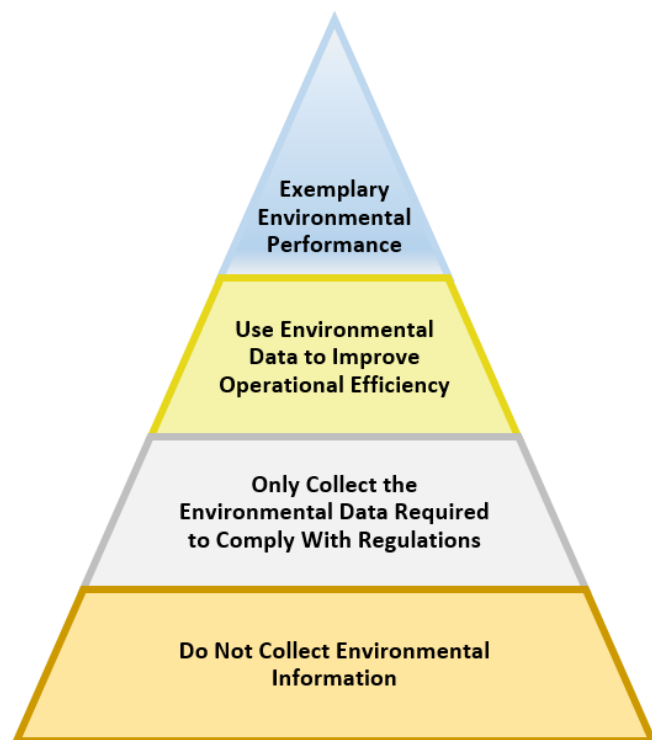 Exemplary
Environmental
Performance
Use Environmental
Data to Improve
Operational Efficiency
Only Collect the
Environmental Data Required
to Comply With Regulations
Do Not Collect Environmental
Information